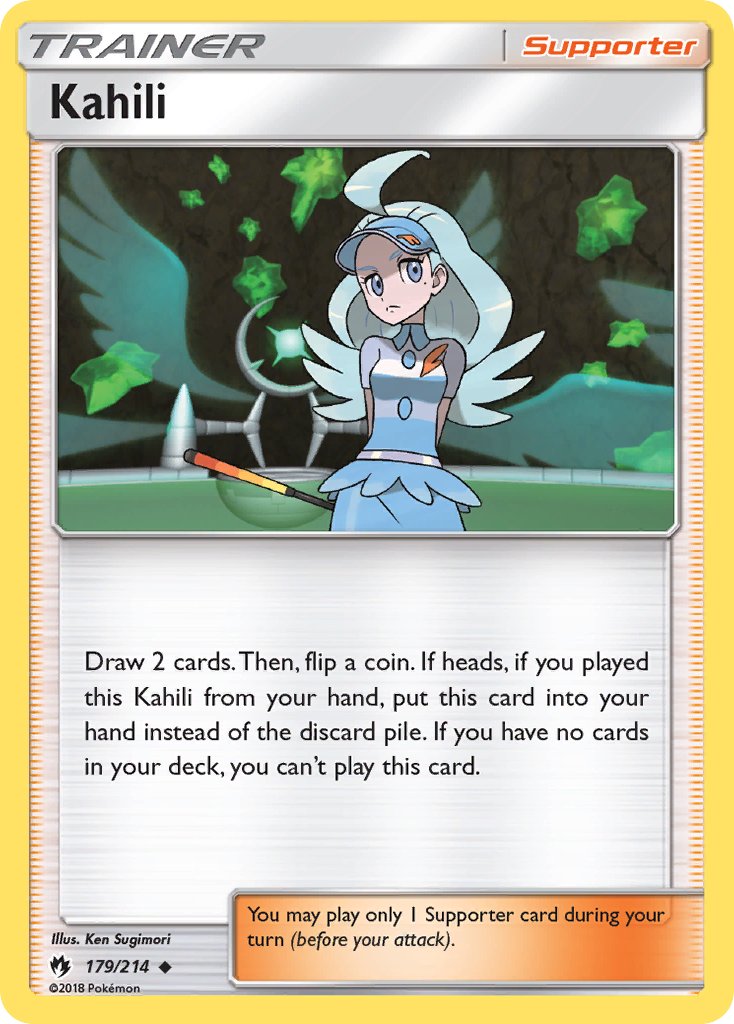 TRAINER
Supporter
Kahili
Draw 2 cards. Then, flip a coin. If heads, if you played
this Kahili from your hand, put this card into your
hand instead of the discard pile. If you have no cards
in your deck, you can’t play this card.
You may play only 1 Supporter card during your
turn (before your attack).
Illus. Ken Sugimori
179/214
©2018 Pokémon